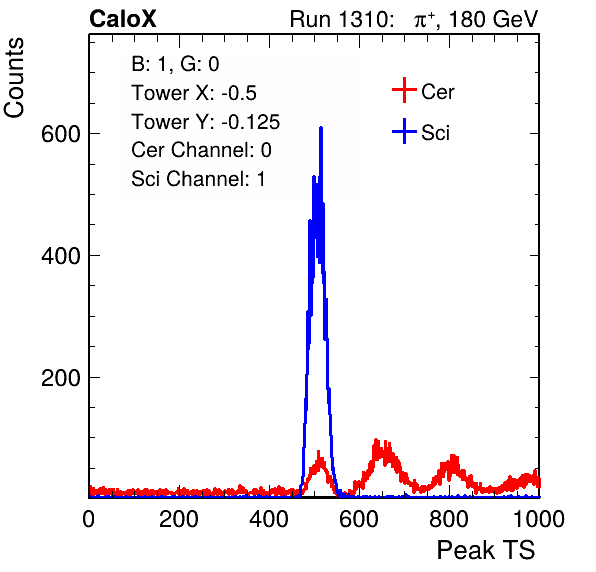 CaloX Run 1310: π⁺, 180 GeV
Counts
B: 1, G: 0
Tower X: -0.5
Tower Y: -0.125
Cer Channel: 0
Sci Channel: 1
Cer
Sci
600
400
200
0 200 400 600 800 1000
Peak TS